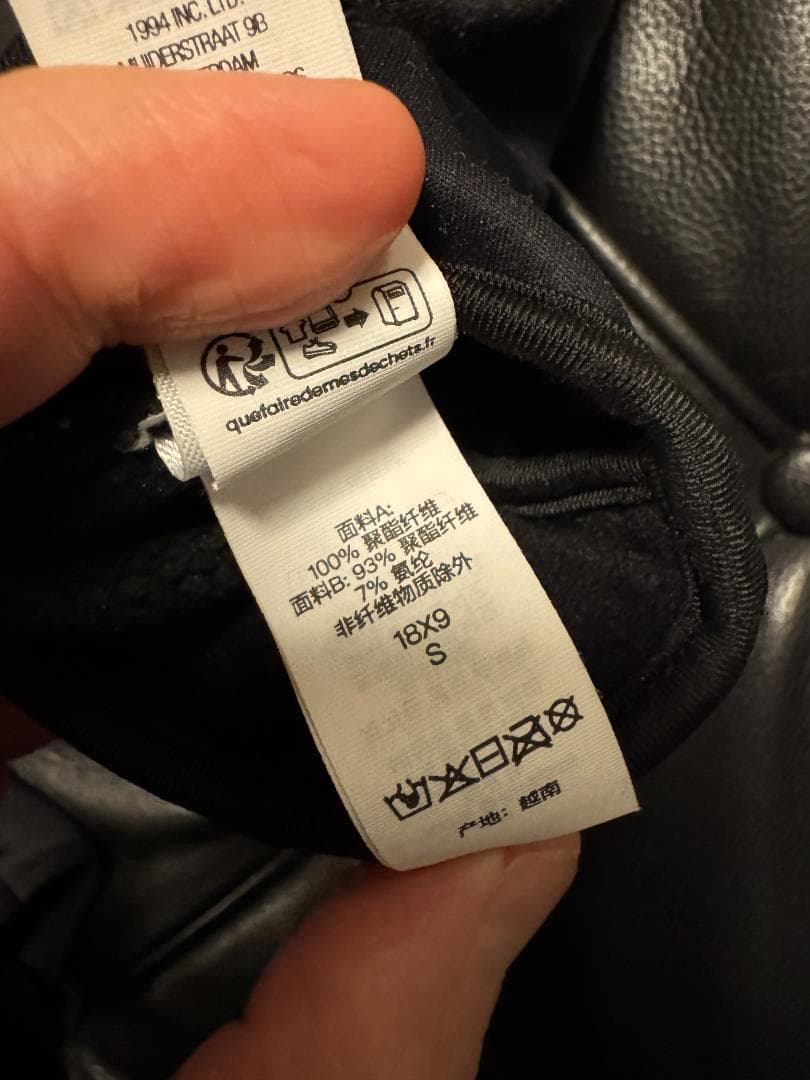 1994 INC. LTD.
MUIDERSTRAAT 9B
quefairedemesdechets.fr
面料A:
100% 聚酯纤维
面料B: 93% 聚酯纤维
7% 氨纶
非纤维物质除外
18X9
S
产地：越南